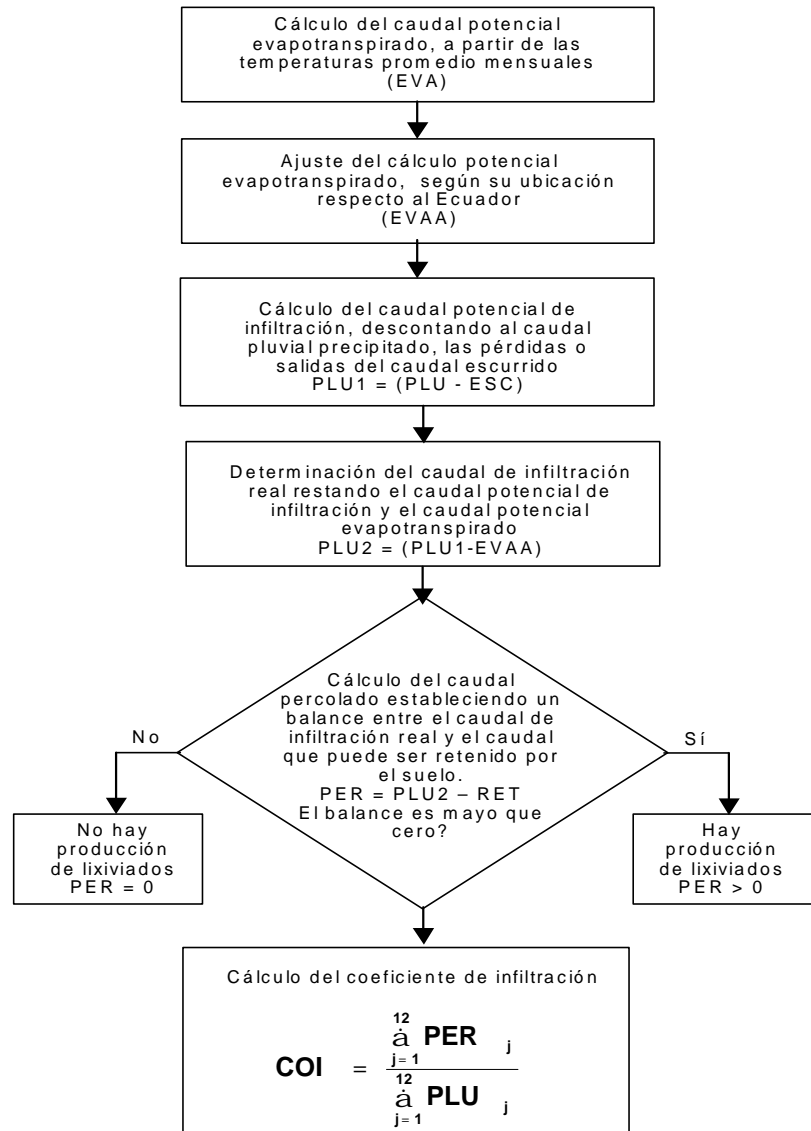 Cálculo del caudal potencial
evapotranspirado, a partir de las
temperaturas promedio mensuales
(EVA)
Ajuste del cálculo potencial
evapotranspirado, según su ubicación
respecto al Ecuador
(EVAA)
Cálculo del caudal potencial de
infiltración, descontando al caudal
pluvial precipitado, las pérdidas o
salidas del caudal escurrido
PLU1 = (PLU - ESC)
Determinación del caudal de infiltración
real restando el caudal potencial de
infiltración y el caudal potencial
evapotranspirado
PLU2 = (PLU1-EVAA)
Cálculo del caudal
percolado estableciendo un
balance entre el caudal de
infiltración real y el caudal
que puede ser retenido por
el suelo.
PER = PLU2 – RET
El balance es mayo que
cero?
No
Sí
No hay
producción
de lixiviados
PER = 0
Hay
producción
de lixiviados
PER > 0
Cálculo del coeficiente de infiltración
12
å PER j
j= 1
COI =
12
å PLU j
j= 1